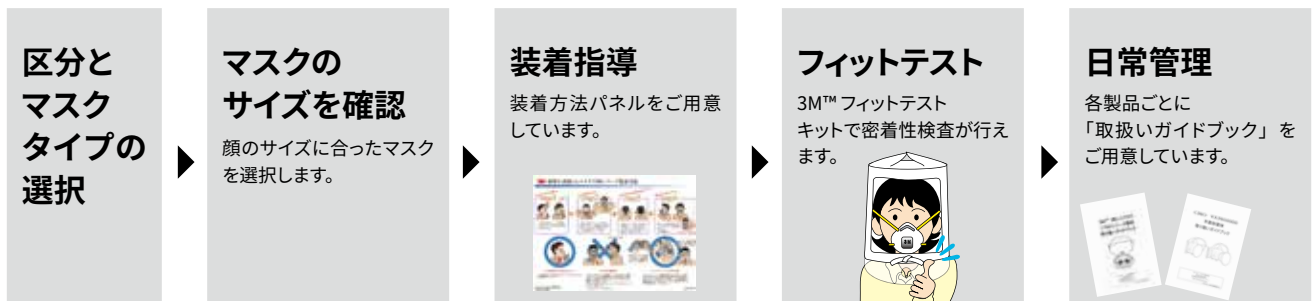 区分と
マスク
タイプの
選択
マスクの
サイズを確認
顔のサイズに合ったマスク
を選択します。
装着指導
装着方法パネルをご用意
しています。
フィットテスト
3M™ フィットテスト
キットで密着性検査が行え
ます。
3M
日常管理
各製品ごとに
「取扱いガイドブック」を
ご用意しています。